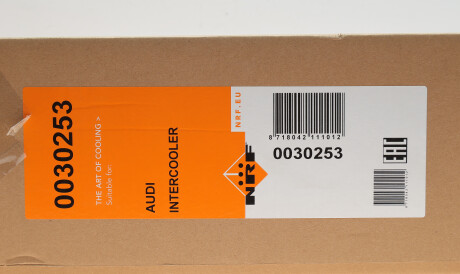 0030253
THE ART OF COOLING >
Suitable for
AUDI
INTERCOOLER
NRF.EU
NRF
8 718042 111012
0030253
EAC